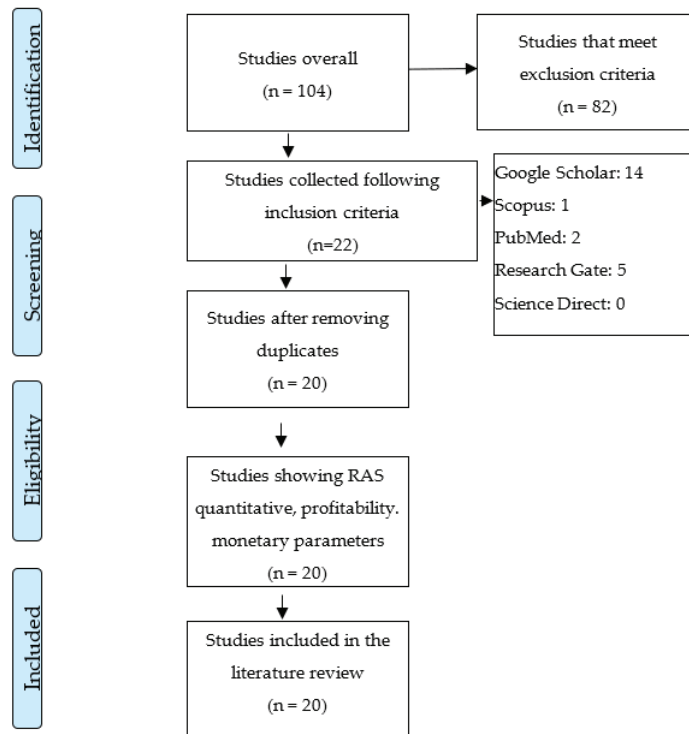 Identification
Studies overall
(n = 104)
Studies that meet
exclusion criteria
(n = 82)
Studies collected following
inclusion criteria
(n=22)
Google Scholar: 14
Scopus: 1
PubMed: 2
Research Gate: 5
Science Direct: 0
Screening
Studies after removing
duplicates
(n = 20)
Eligibility
Studies showing RAS
quantitative, profitability.
monetary parameters
(n = 20)
Included
Studies included in the
literature review
(n = 20)